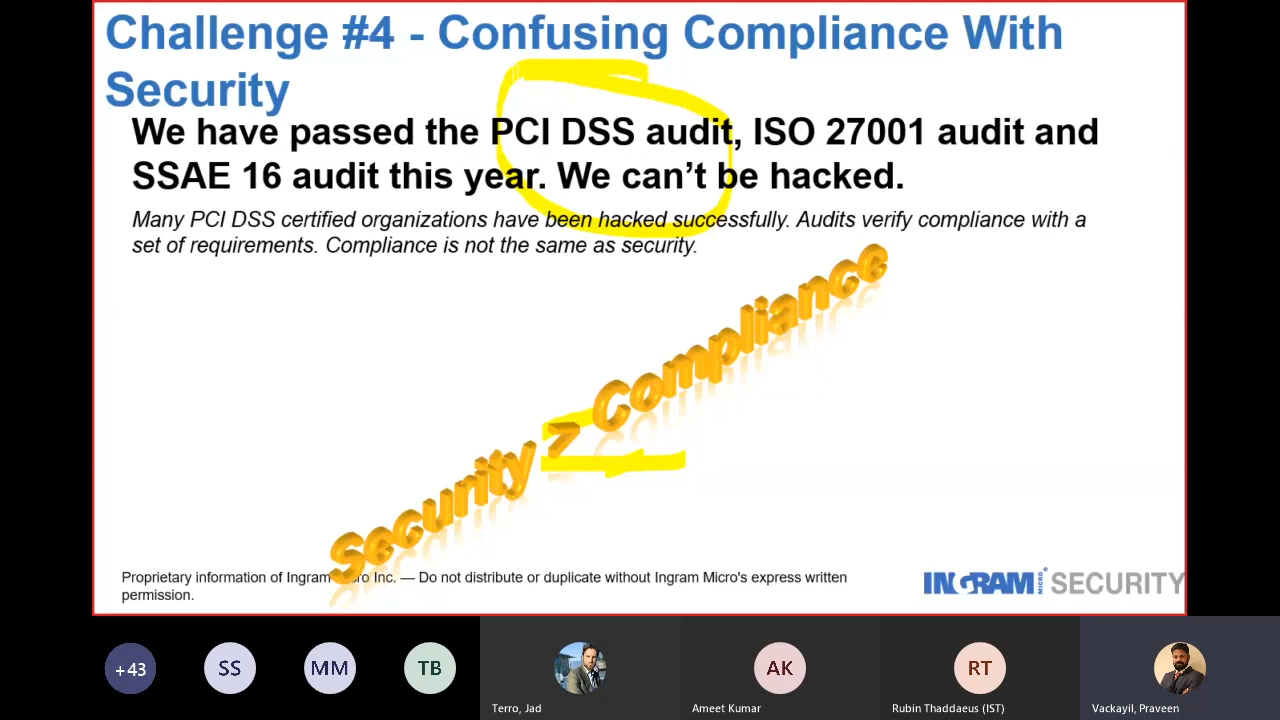 Challenge #4 - Confusing Compliance With
Security
We have passed the PCI DSS audit, ISO 27001 audit and
SSAE 16 audit this year. We can't be hacked.
Many PCI DSS certified organizations have been hacked successfully. Audits verify compliance with a
set of requirements. Compliance is not the same as security.
Security > Compliance
Proprietary information of Ingram Micro Inc. — Do not distribute or duplicate without Ingram Micro's express written
permission.
INGRAM MICRO SECURITY
+43
SS
MM
TB
AK
RT
Terro, Jad
Ameet Kumar
Rubin Thaddaeus (IST)
Vackayil, Praveen